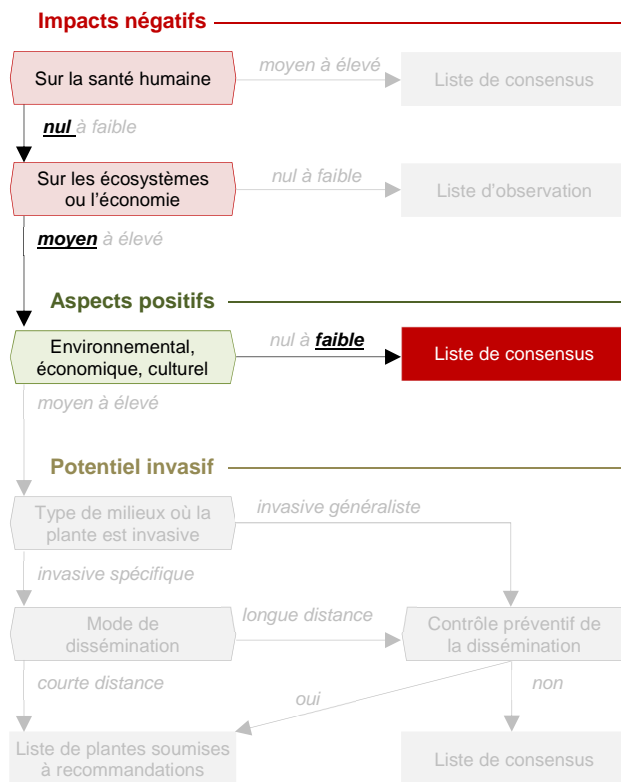 Impacts négatifs
Sur la santé humaine
moyen à élevé
Liste de consensus
nul à faible
Sur les écosystèmes
ou l'économie
nul à faible
Liste d'observation
moyen à élevé
Aspects positifs
Environnemental,
économique, culturel
nul à faible
Liste de consensus
moyen à élevé
Potentiel invasif
Type de milieux où la
plante est invasive
invasive généraliste
invasive spécifique
Mode de
dissémination
longue distance
Contrôle préventif de
la dissémination
courte distance
oui
non
Liste de plantes soumises
à recommandations
Liste de consensus